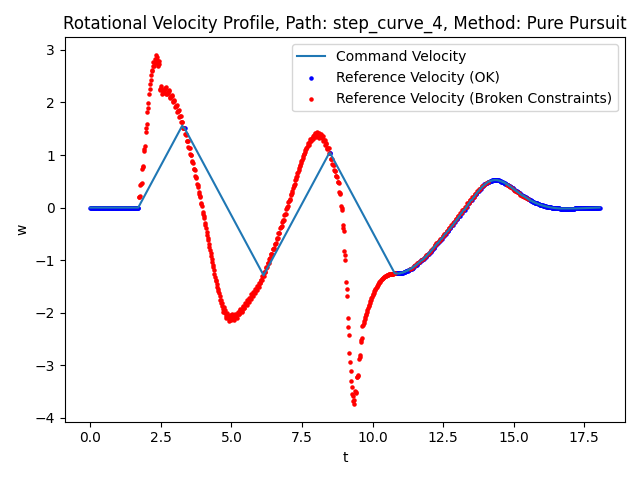 Rotational Velocity Profile, Path: step_curve_4, Method: Pure Pursuit
Command Velocity
Reference Velocity (OK)
Reference Velocity (Broken Constraints)
3
2
1
0
−1
−2
−3
−4
w
0.0 2.5 5.0 7.5 10.0 12.5 15.0 17.5
t